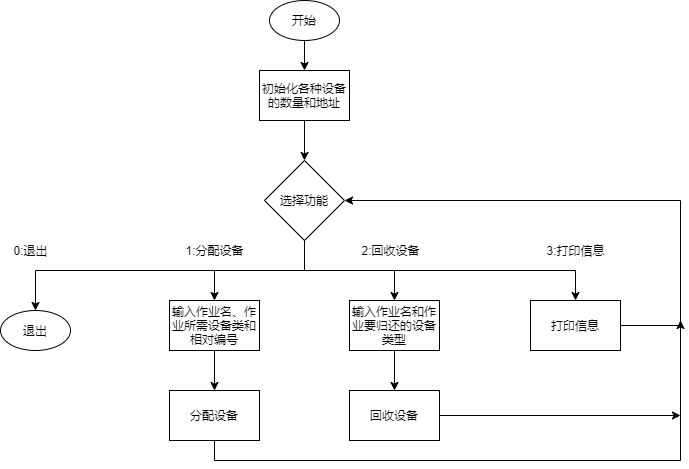 开始
初始化各种设备
的数量和地址
选择功能
0:退出
1:分配设备
2:回收设备
3:打印信息
退出
输入作业名、作
业所需设备类和
相对编号
输入作业名和作
业要归还的设备
类型
打印信息
分配设备
回收设备